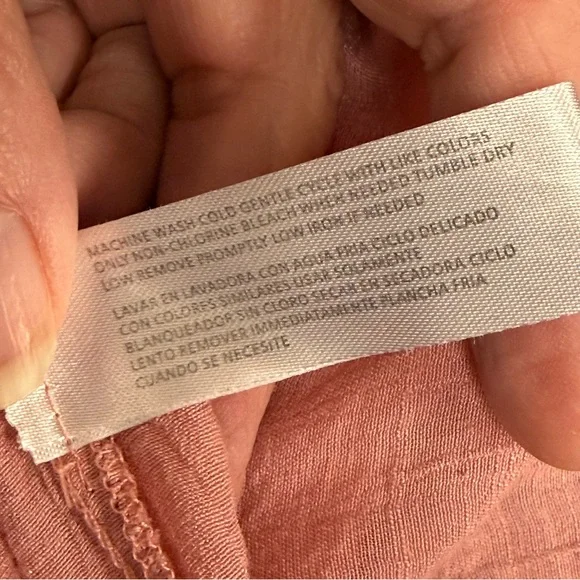 MACHINE WASH COLD GENTLE CYCLE WITH LIKE COLORS
ONLY NON-CHLORINE BLEACH WHEN NEEDED TUMBLE DRY
LOW REMOVE PROMPTLY LOW IRON IF NEEDED
LAVAR EN LAVADORA CON AGUA FRIA CICLO DELICADO
CON COLORES SIMILARES USAR SOLAMENTE
BLANQUEADOR SIN CLORO SECAR EN SECADORA CICLO
LENTO REMOVER IMMEDIATAMENTE PLANCHA FRIA
CUANDO SE NECESITE